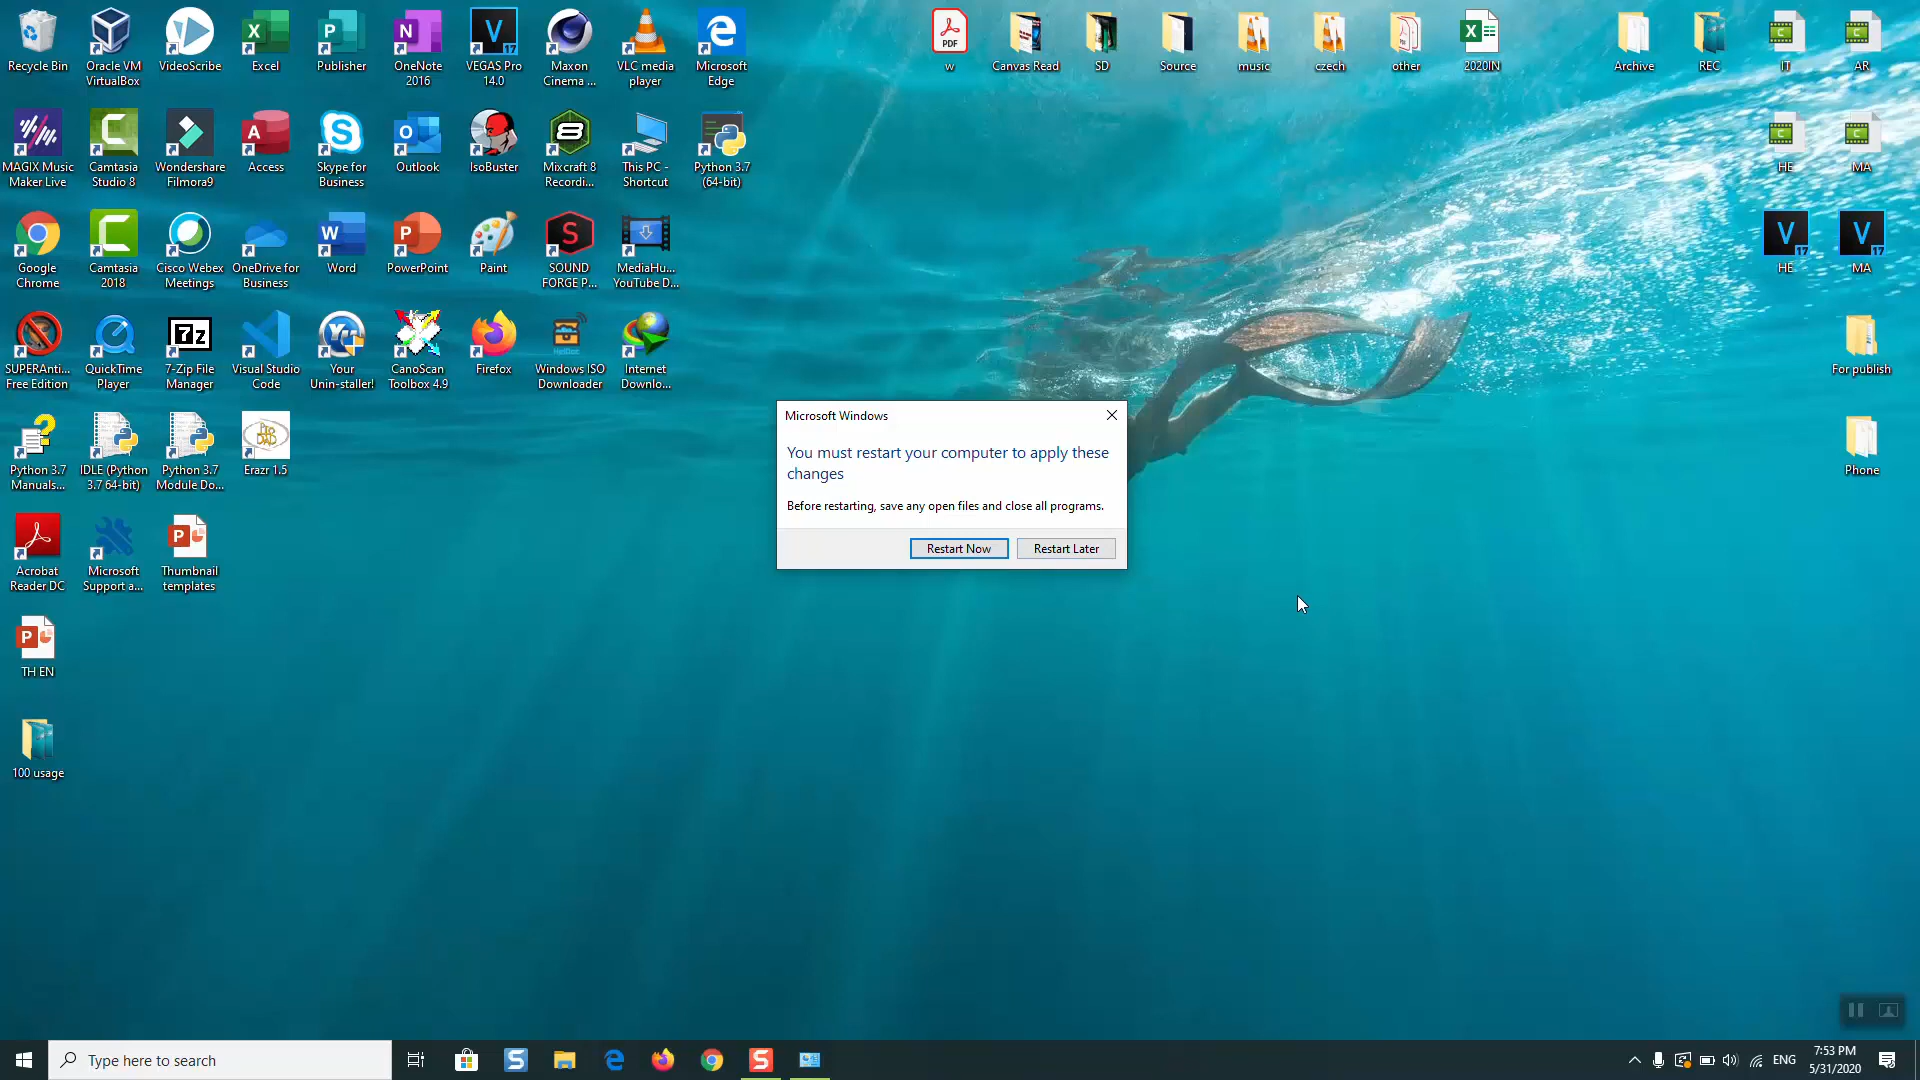 Recycle Bin
Oracle VM
VirtualBox
VideoScribe
Excel
Publisher
OneNote
2016
VEGAS Pro
14.0
Maxon
Cinema ...
VLC media
player
Microsoft
Edge
w
Canvas Read
SD
Source
music
czech
other
2020IN
Archive
REC
IT
AR
MAGIX Music
Maker Live
Camtasia
Studio 8
Wondershare
Filmora9
Access
Skype for
Business
Outlook
IsoBuster
Mixcraft 8
Recordi...
This PC -
Shortcut
Python 3.7
(64-bit)
HE
MA
Google
Chrome
Camtasia
2018
Cisco Webex
Meetings
OneDrive for
Business
Word
PowerPoint
Paint
SOUND
FORGE P...
MediaHu...
YouTube D...
HE
MA
SUPERAnti...
Free Edition
QuickTime
Player
7-Zip File
Manager
Visual Studio
Code
Your
Unin-staller!
CanoScan
Toolbox 4.9
Firefox
Windows ISO
Downloader
Internet
Downlo...
For publish
Python 3.7
Manuals...
IDLE (Python
3.7 64-bit)
Python 3.7
Module Do...
Erazr 1.5
Phone
Microsoft Windows
You must restart your computer to apply these
changes
Before restarting, save any open files and close all programs.
Restart Now
Restart Later
Acrobat
Reader DC
Microsoft
Support a...
Thumbnail
templates
TH EN
100 usage
Type here to search
ENG
7:53 PM
5/31/2020